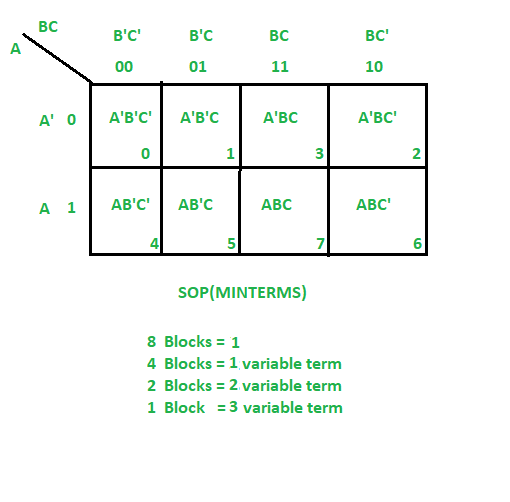 BC
A
B'C' B'C BC BC'
00 01 11 10
A' 0 A'B'C' A'B'C A'BC A'BC'
0 1 3 2
A 1 AB'C' AB'C ABC ABC'
4 5 7 6
SOP(MINTERMS)
8 Blocks = 1
4 Blocks = 1 variable term
2 Blocks = 2 variable term
1 Block = 3 variable term